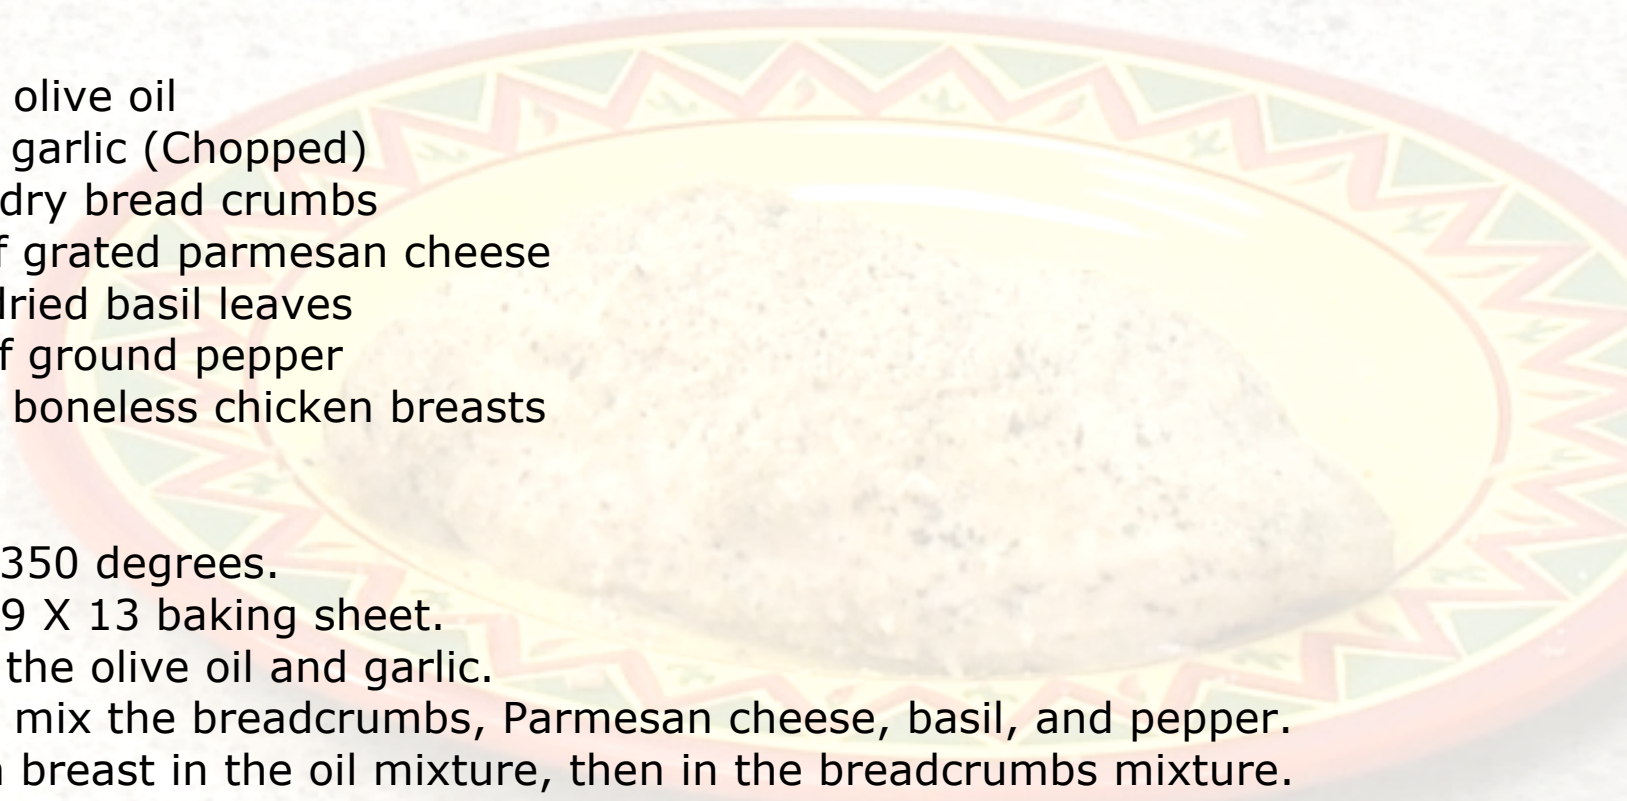 olive oil
garlic (Chopped)
dry bread crumbs
grated parmesan cheese
basil leaves
ground pepper
boneless chicken breasts
350 degrees.
9 X 13 baking sheet.
the olive oil and garlic.
mix the breadcrumbs, Parmesan cheese, basil, and pepper.
breast in the oil mixture, then in the breadcrumbs mixture.